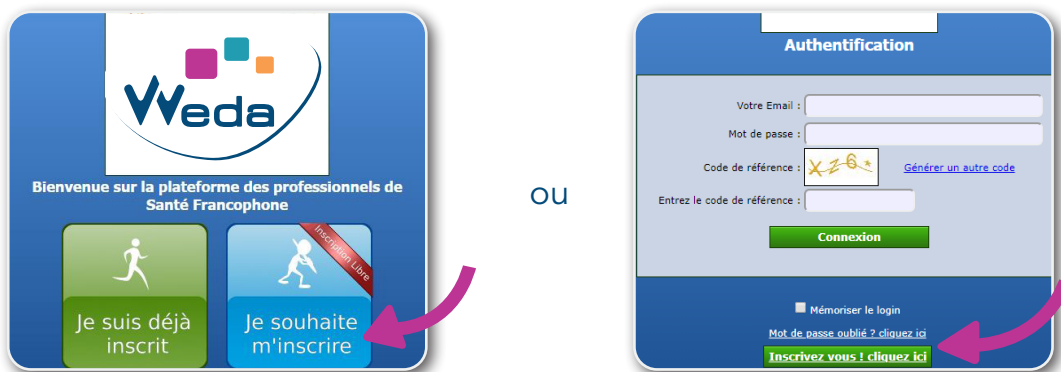 Weda
Bienvenue sur la plateforme des professionnels de
Santé Francophone
Inscription Libre
Je suis déjà
inscrit
Je souhaite
m'inscrire
ou
Authentification
Votre Email :
Mot de passe :
Code de référence :
XZ6*
Générer un autre code
Entrez le code de référence :
Connexion
Mémoriser le login
Mot de passe oublié ? cliquez ici
Inscrivez vous ! cliquez ici